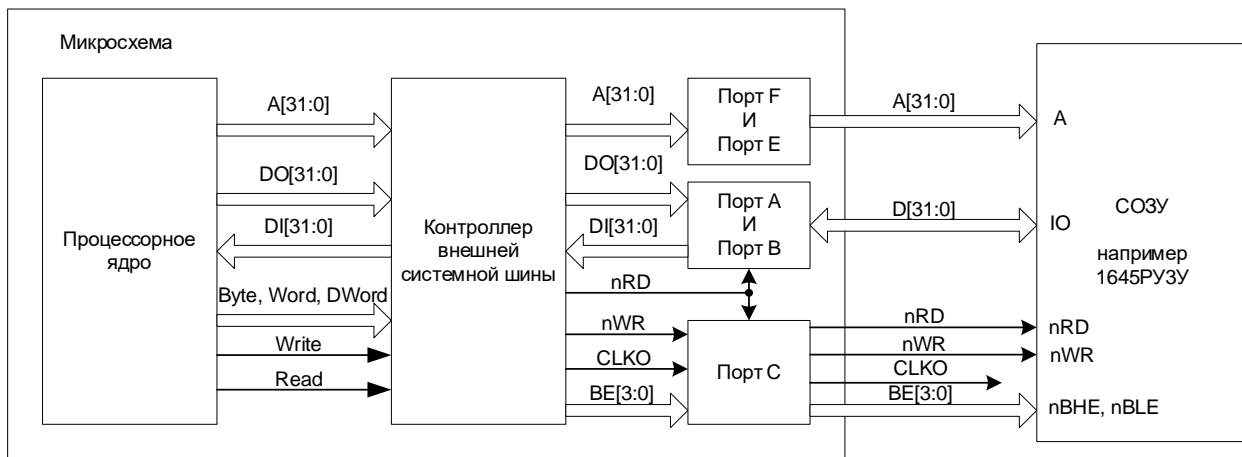 Микросхема
Процессорное
ядро
A[31:0]
DO[31:0]
DI[31:0]
Byte, Word, DWord
Write
Read
Контроллер
внешней
системной шины
A[31:0]
DO[31:0]
DI[31:0]
nRD
nWR
CLKO
BE[3:0]
Порт F
И
Порт E
Порт А
И
Порт В
Порт С
A[31:0]
D[31:0]
nRD
nWR
CLKO
BE[3:0]
A
IO
СОЗУ
например
1645РУ3У
nRD
nWR
nBHE, nBLE